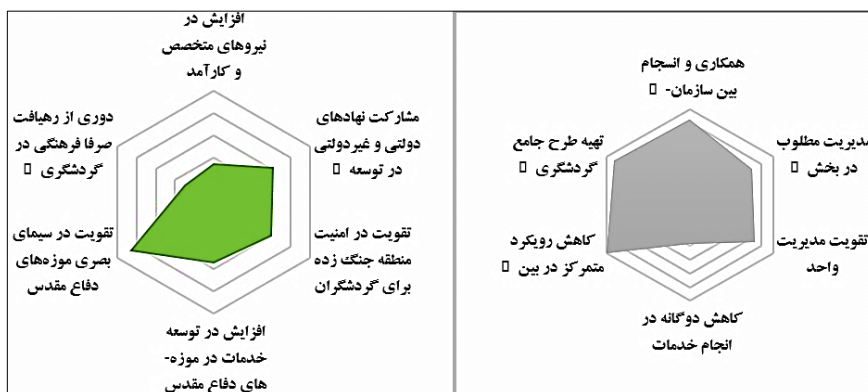 همکاری و انسجام
بین سازمان- ▯
مدیریت مطلوب
در بخش ▯
تقویت مدیریت
واحد
کاهش دوگانه در
انجام خدمات
کاهش رویکرد
متمرکز در بین ▯
تهیه طرح جامع
گردشگری ▯
افزایش در
نیروهای متخصص
و کارآمد
مشارکت نهادهای
دولتی و غیردولتی
در توسعه ▯
تقویت در امنیت
منطقه جنگ زده
برای گردشگران
افزایش در توسعه
خدمات در موزه-
های دفاع مقدس
تقویت در سیمای
بصری موزه‌های
دفاع مقدس
دوری از رهیافت
صرفا فرهنگی در
گردشگری ▯